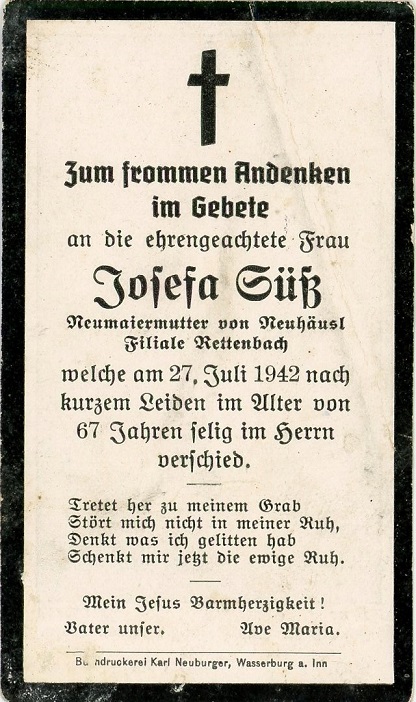 Zum frommen Andenken
im Gebete
an die ehrengeachtete Frau
Josefa Süß
Neumaiermutter von Neuhäusl
Filiale Rettenbach
welche am 27. Juli 1942 nach
kurzem Leiden im Alter von
67 Jahren selig im Herrn
verschied.
Tretet her zu meinem Grab
Stört mich nicht in meiner Ruh,
Denkt was ich gelitten hab
Schenkt mir jetzt die ewige Ruh.
Mein Jesus Barmherzigkeit!
Vater unser. Ave Maria.
Karl Neuburger, Wasserburg a. Inn